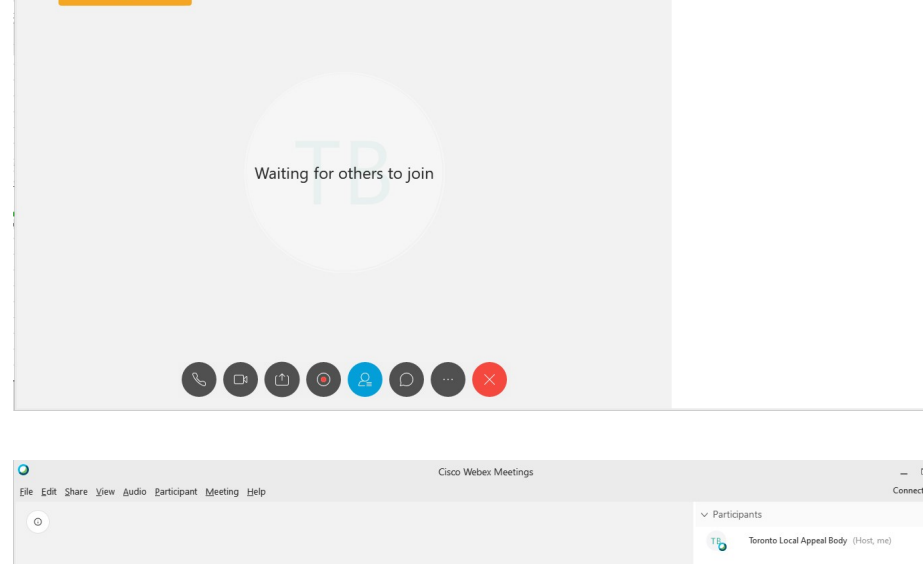 TB
Waiting for others to join
Cisco Webex Meetings
File Edit Share View Audio Participant Meeting Help
Connect
Participants
TB Toronto Local Appeal Body (Host, me)